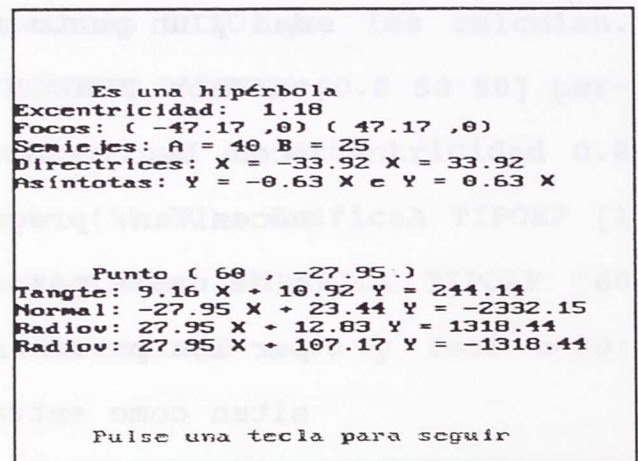 Es una hipérbola
Excentricidad: 1.18
Focos: ( -47.17 ,0) ( 47.17 ,0)
Semiejes: A = 40 B = 25
Directrices: X = -33.92 X = 33.92
Asíntotas: Y = -0.63 X e Y = 0.63 X
Punto ( 60 , -27.95 )
Tangte: 9.16 X + 10.92 Y = 244.14
Normal: -27.95 X + 23.44 Y = -2332.15
Radiov: 27.95 X + 12.83 Y = 1318.44
Radiov: 27.95 X + 107.17 Y = -1318.44
Pulse una tecla para seguir